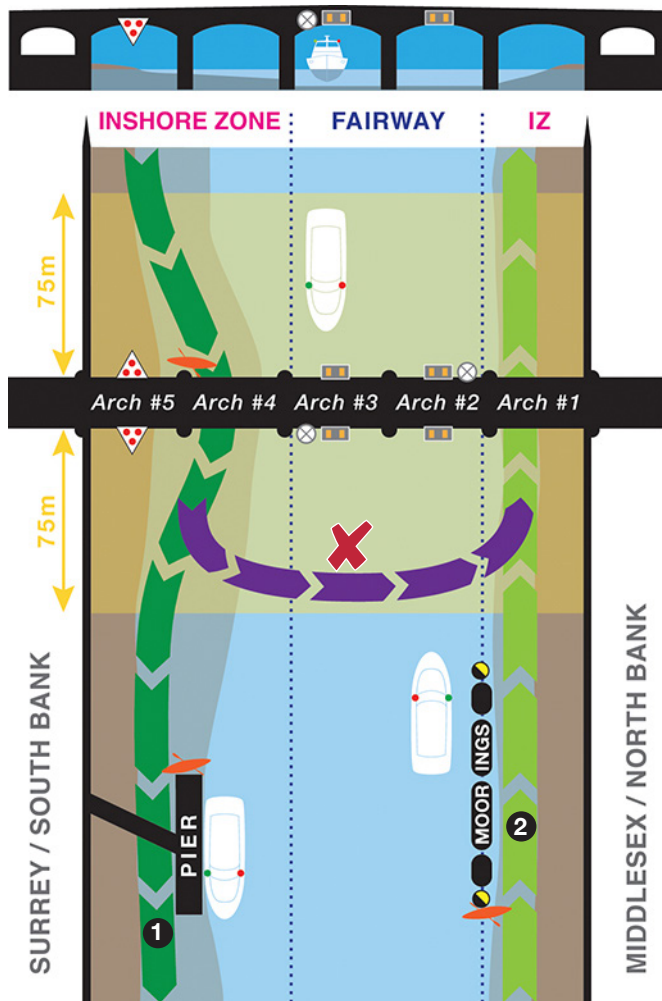 INSHORE ZONE FAIRWAY IZ
75m
Arch #5 Arch #4 Arch #3 Arch #2 Arch #1
75m
SURREY / SOUTH BANK
MIDDLESEX / NORTH BANK
MOOR INGS
PIER
2
1